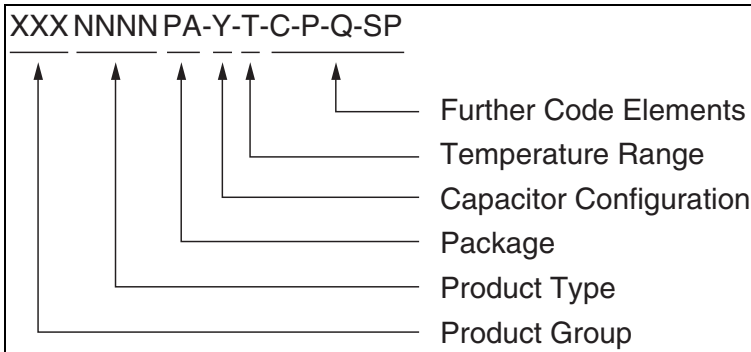 XXX NNNN PA-Y-T-C-P-Q-SP
Further Code Elements
Temperature Range
Capacitor Configuration
Package
Product Type
Product Group